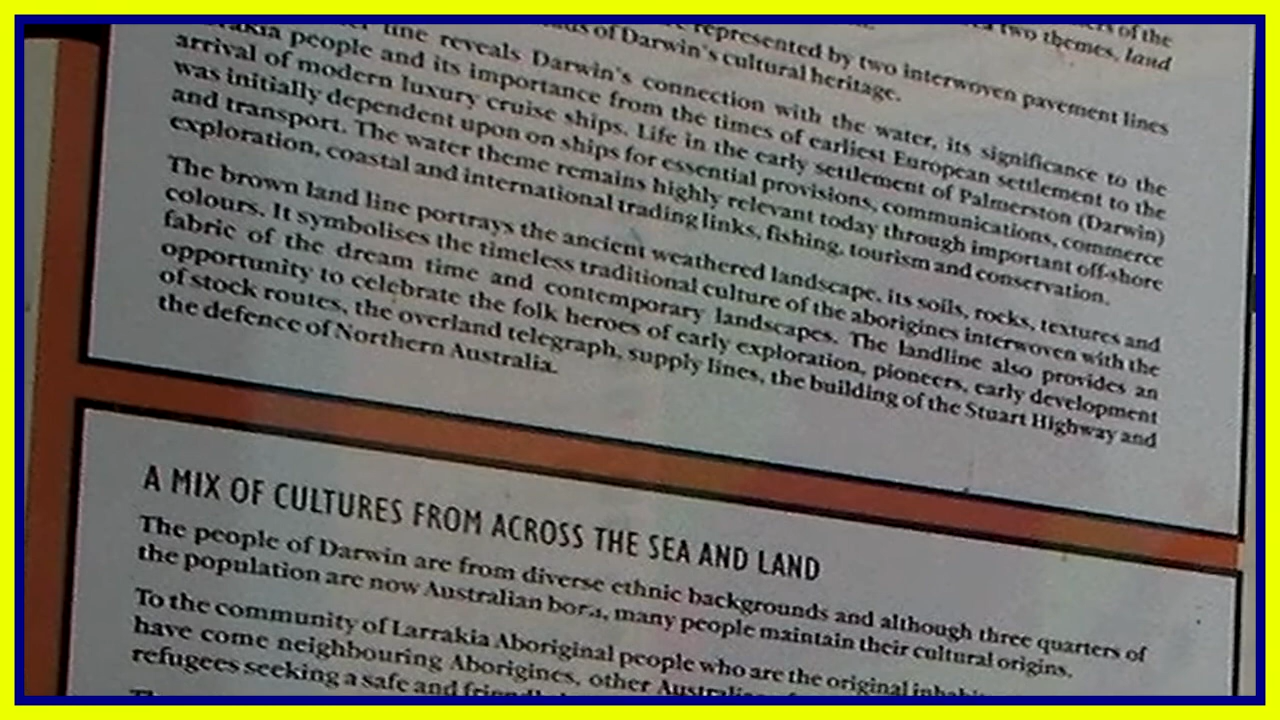 of the
two themes, land
represented by two interwoven pavement lines
of Darwin's cultural heritage.
line reveals Darwin's connection with the water, its significance to the
people and its importance from the times of earliest European settlement to the
arrival of modern luxury cruise ships. Life in the early settlement of Palmerston (Darwin)
was initially dependent upon on ships for essential provisions, communications, commerce
and transport. The water theme remains highly relevant today through important off-shore
exploration, coastal and international trading links, fishing, tourism and conservation.
The brown land line portrays the ancient weathered landscape, its soils, rocks, textures and
colours. It symbolises the timeless traditional culture of the aborigines interwoven with the
fabric of the dream time and contemporary landscapes. The landline also provides an
opportunity to celebrate the folk heroes of early exploration, pioneers, early development
of stock routes, the overland telegraph, supply lines, the building of the Stuart Highway and
the defence of Northern Australia.
A MIX OF CULTURES FROM ACROSS THE SEA AND LAND
The people of Darwin are from diverse ethnic backgrounds and although three quarters of
the population are now Australian born, many people maintain their cultural origins.
To the community of Larrakia Aboriginal people who are the original
have come neighbouring Aborigines, other
refugees seeking a safe and